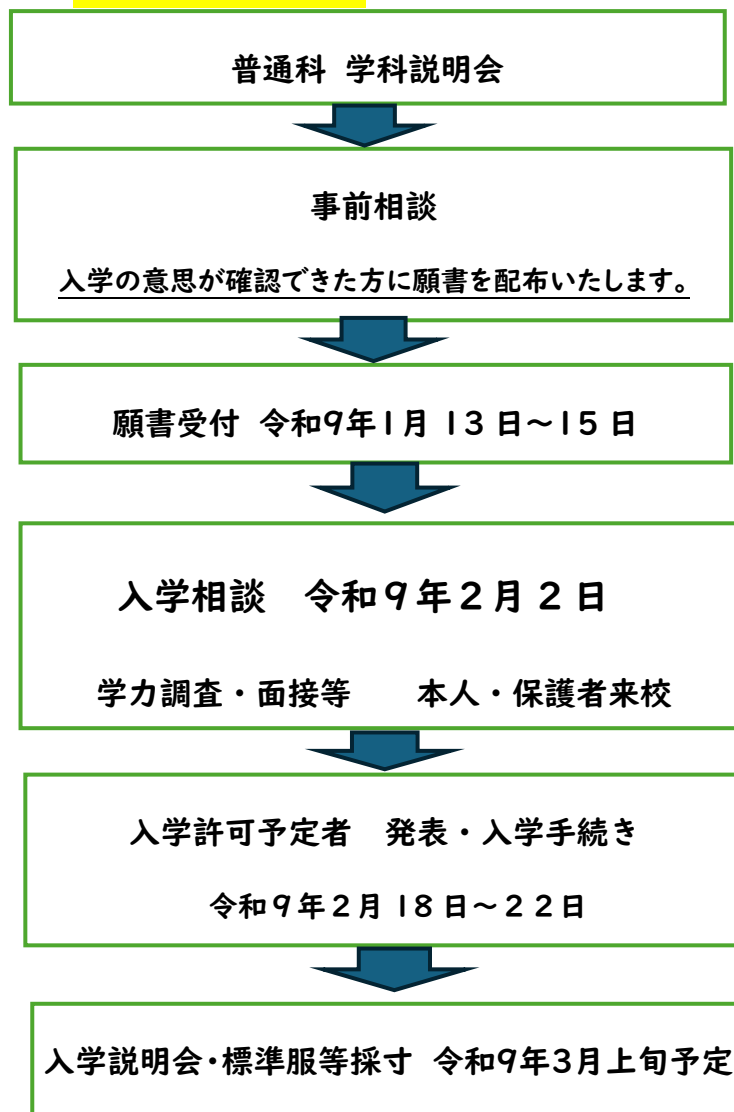 普通科 学科説明会
事前相談
入学の意思が確認できた方に願書を配布いたします。
願書受付 令和9年1月13日～15日
入学相談　令和９年２月２日
学力調査・面接等　　本人・保護者来校
入学許可予定者　発表・入学手続き
令和９年２月１８日～２２日
入学説明会・標準服等採寸 令和9年3月上旬予定